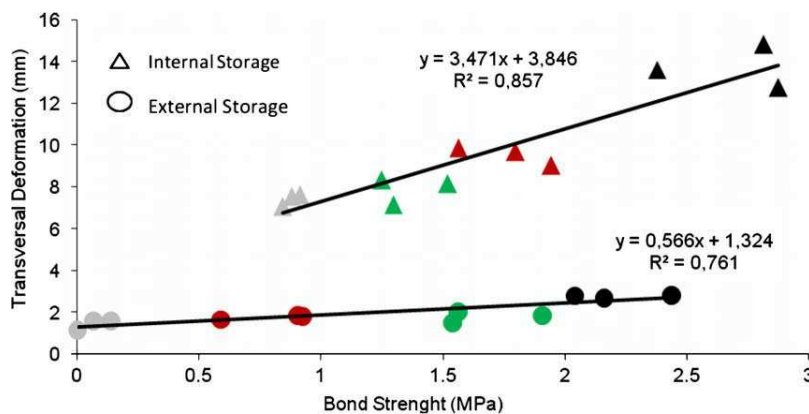 16
14
12
10
8
6
4
2
0
Transversal Deformation (mm)
Internal Storage
External Storage
y = 3,471x + 3,846
R² = 0,857
y = 0,566x + 1,324
R² = 0,761
0 0.5 1 1.5 2 2.5 3
Bond Strenght (MPa)